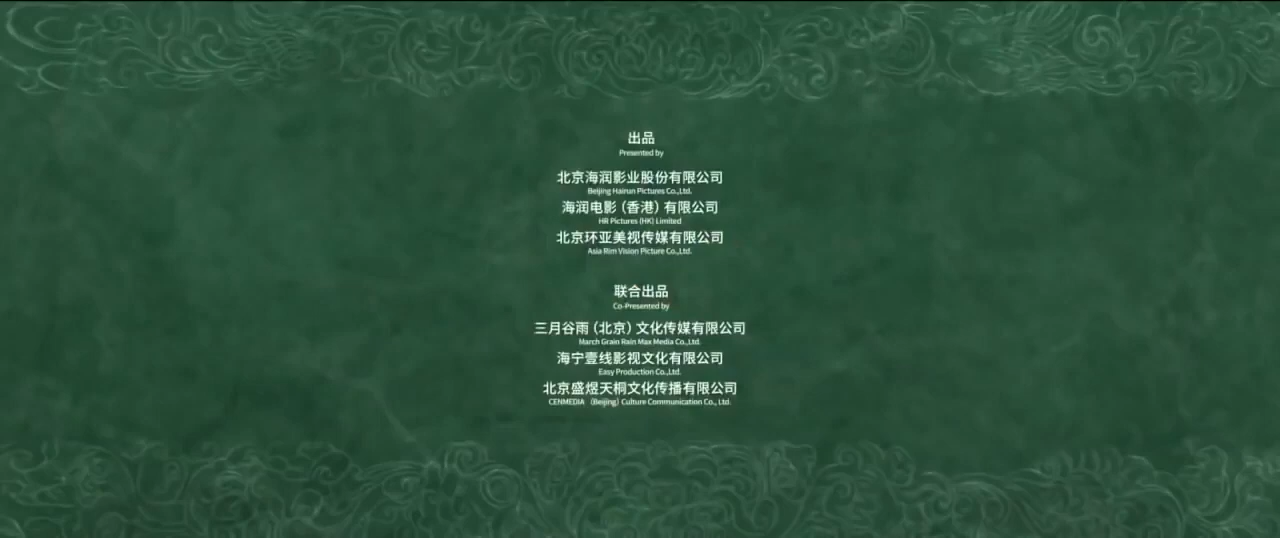 出品
Presented by
北京海润影业股份有限公司
Beijing Hairun Pictures Co.,Ltd.
海润电影(香港)有限公司
HR Pictures (HK) Limited
北京环亚美视传媒有限公司
Asia Rim Vision Picture Co.,Ltd.
联合出品
Co-Presented by
三月谷雨(北京)文化传媒有限公司
March Grain Rain Max Media Co.,Ltd.
海宁壹线影视文化有限公司
Easy Production Co.,Ltd.
北京盛煜天桐文化传播有限公司
CENMEDIA (Beijing) Culture Communication Co., Ltd.